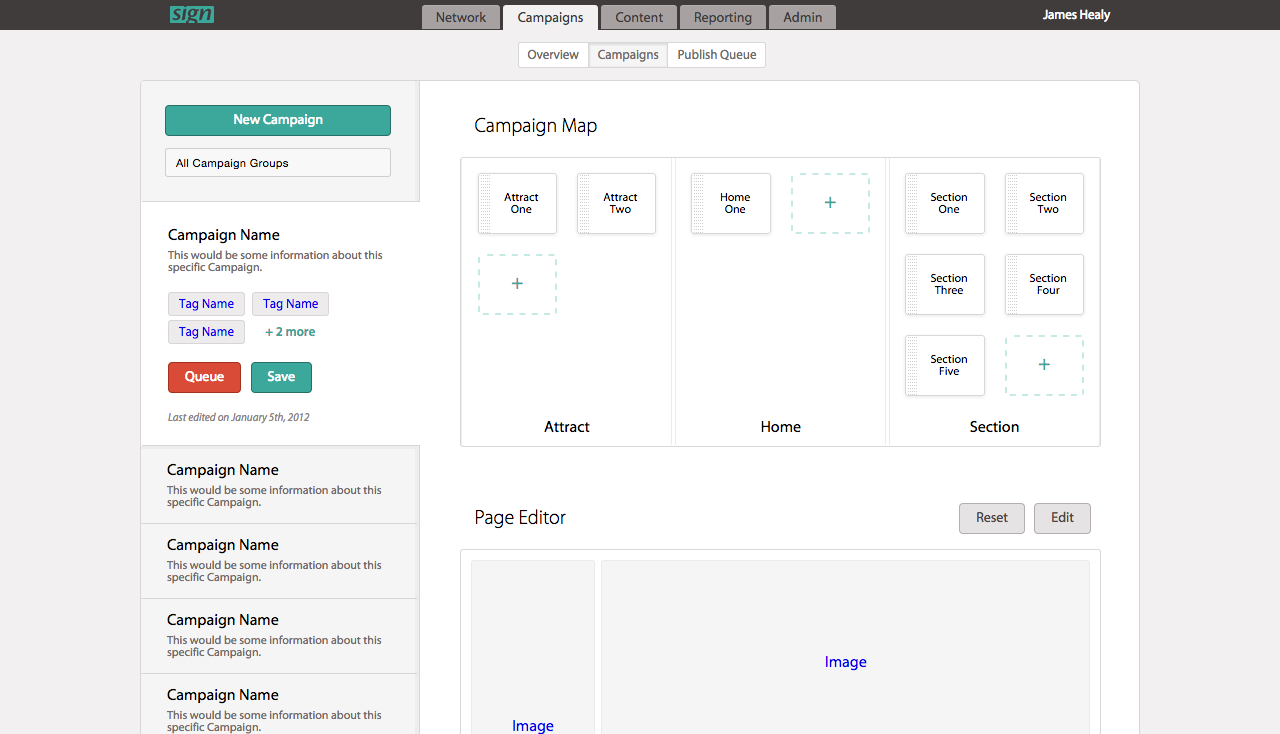 sign
Network
Campaigns
Content
Reporting
Admin
James Healy
Overview
Campaigns
Publish Queue
New Campaign
All Campaign Groups
Campaign Name
This would be some information about this
specific Campaign.
Tag Name
Tag Name
Tag Name
+ 2 more
Queue
Save
Last edited on January 5th, 2012
Campaign Name
This would be some information about this
specific Campaign.
Campaign Name
This would be some information about this
specific Campaign.
Campaign Name
This would be some information about this
specific Campaign.
Campaign Name
This would be some information about this
specific Campaign.
Campaign Map
Attract
One
Attract
Two
+
Attract
Home
One
+
Home
Section
One
Section
Two
Section
Three
Section
Four
Section
Five
+
Section
Page Editor
Reset
Edit
Image
Image